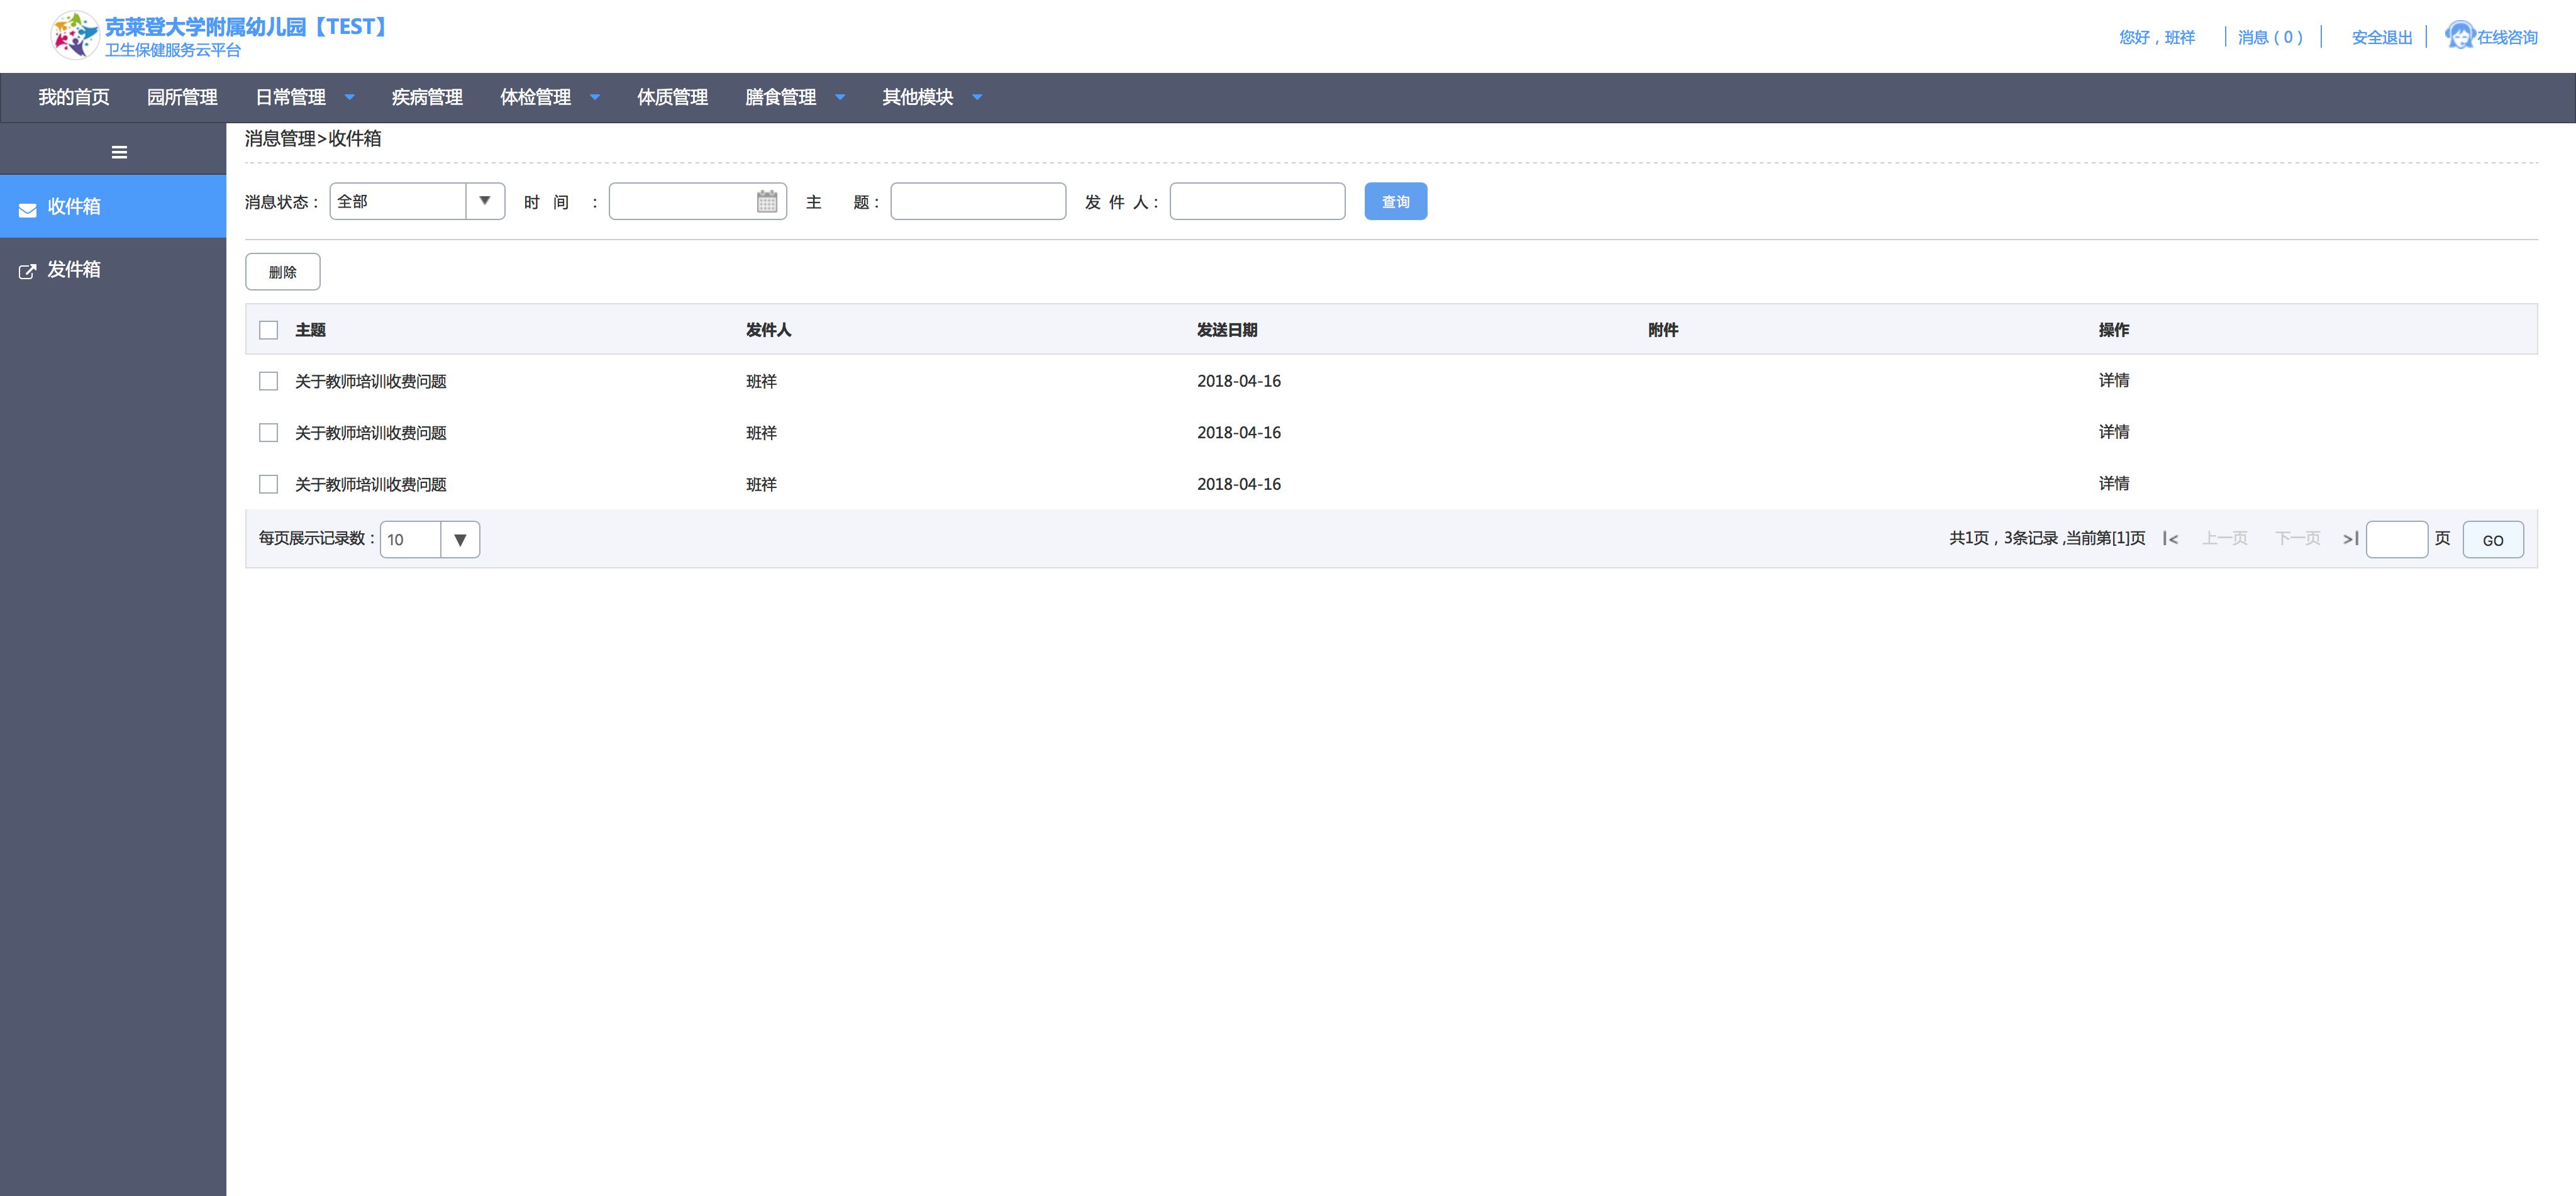 克莱登大学附属幼儿园【TEST】
卫生保健服务云平台
您好，班祥 消息（0） 安全退出 在线咨询
我的首页 园所管理 日常管理 疾病管理 体检管理 体质管理 膳食管理 其他模块
消息管理>收件箱
收件箱
发件箱
消息状态： 全部 时 间 ： 主 题： 发 件 人： 查询
删除
主题 发件人 发送日期 附件 操作
关于教师培训收费问题 班祥 2018-04-16 详情
关于教师培训收费问题 班祥 2018-04-16 详情
关于教师培训收费问题 班祥 2018-04-16 详情
每页展示记录数： 10 共1页，3条记录 ,当前第[1]页 |< 上一页 下一页 >| 页 GO